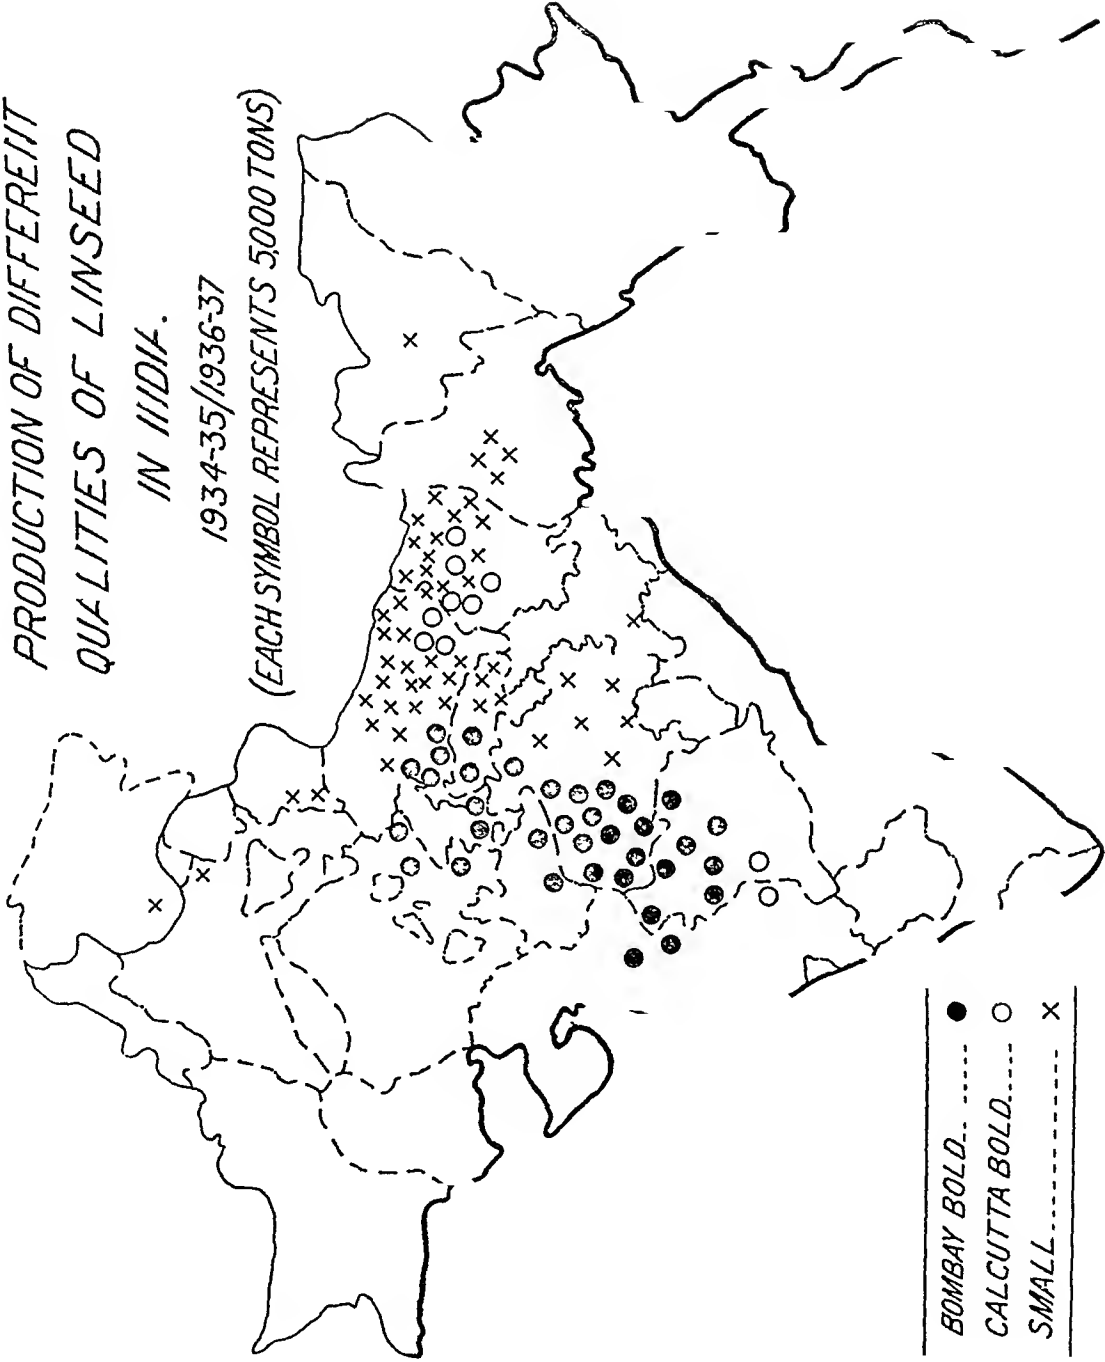 PRODUCTION OF DIFFERENT
QUALITIES OF LINSEED
IN INDIA.
1934-35/1936-37
(EACH SYMBOL REPRESENTS 5,000 TONS)
BOMBAY BOLD
CALCUTTA BOLD
SMALL